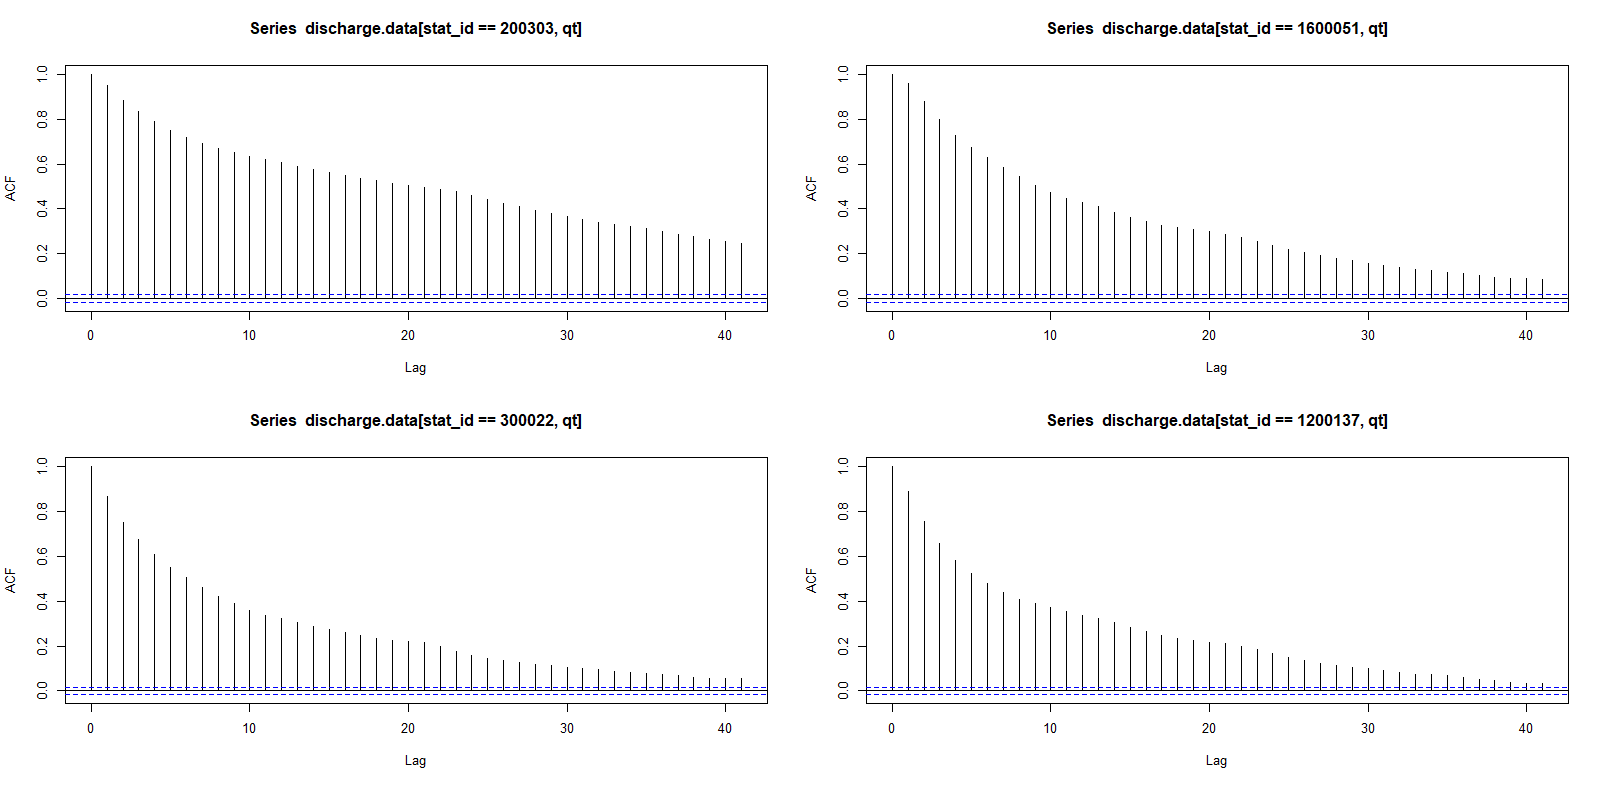 Series  discharge.data[stat_id == 200303, qt]
ACF
1.0
0.8
0.6
0.4
0.2
0.0
0 10 20 30 40
Lag
Series  discharge.data[stat_id == 1600051, qt]
ACF
1.0
0.8
0.6
0.4
0.2
0.0
0 10 20 30 40
Lag
Series  discharge.data[stat_id == 300022, qt]
ACF
1.0
0.8
0.6
0.4
0.2
0.0
0 10 20 30 40
Lag
Series  discharge.data[stat_id == 1200137, qt]
ACF
1.0
0.8
0.6
0.4
0.2
0.0
0 10 20 30 40
Lag